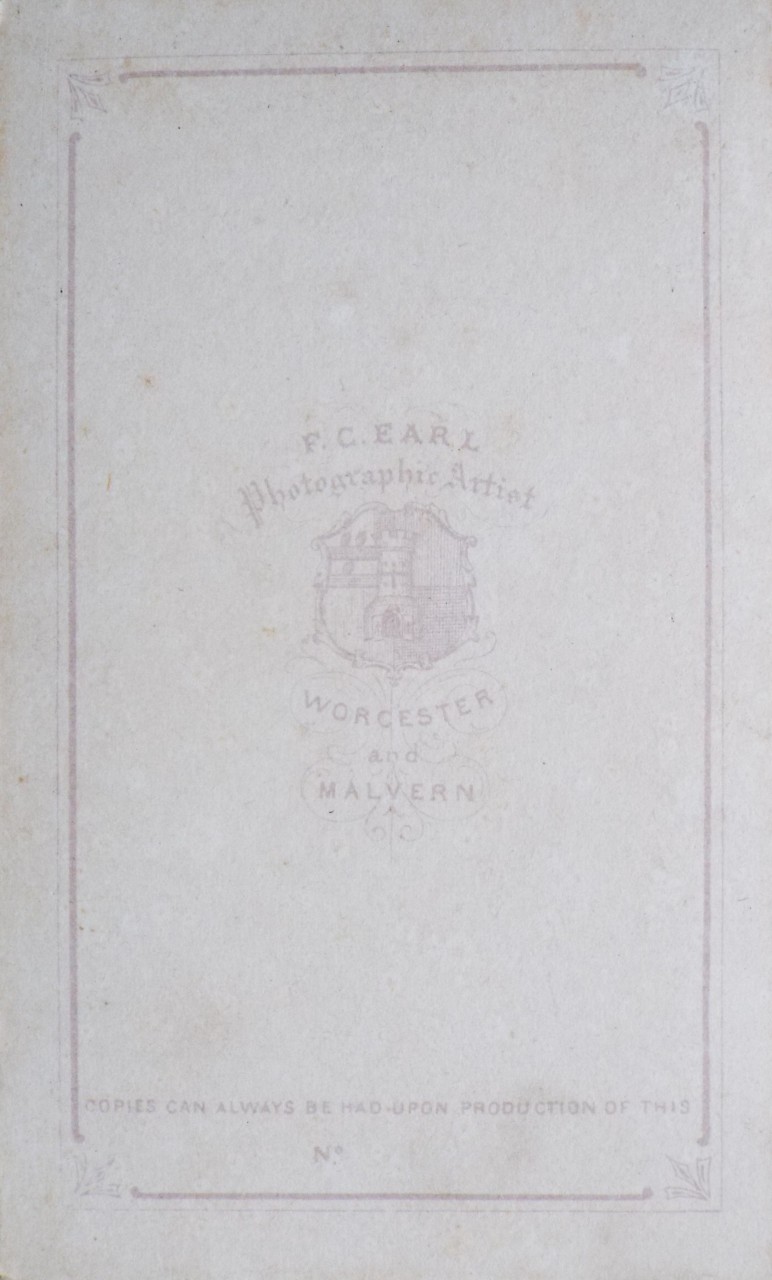 F. C. EARL
Photographic Artist
WORCESTER
and
MALVERN
COPIES CAN ALWAYS BE HAD UPON PRODUCTION OF THIS
No